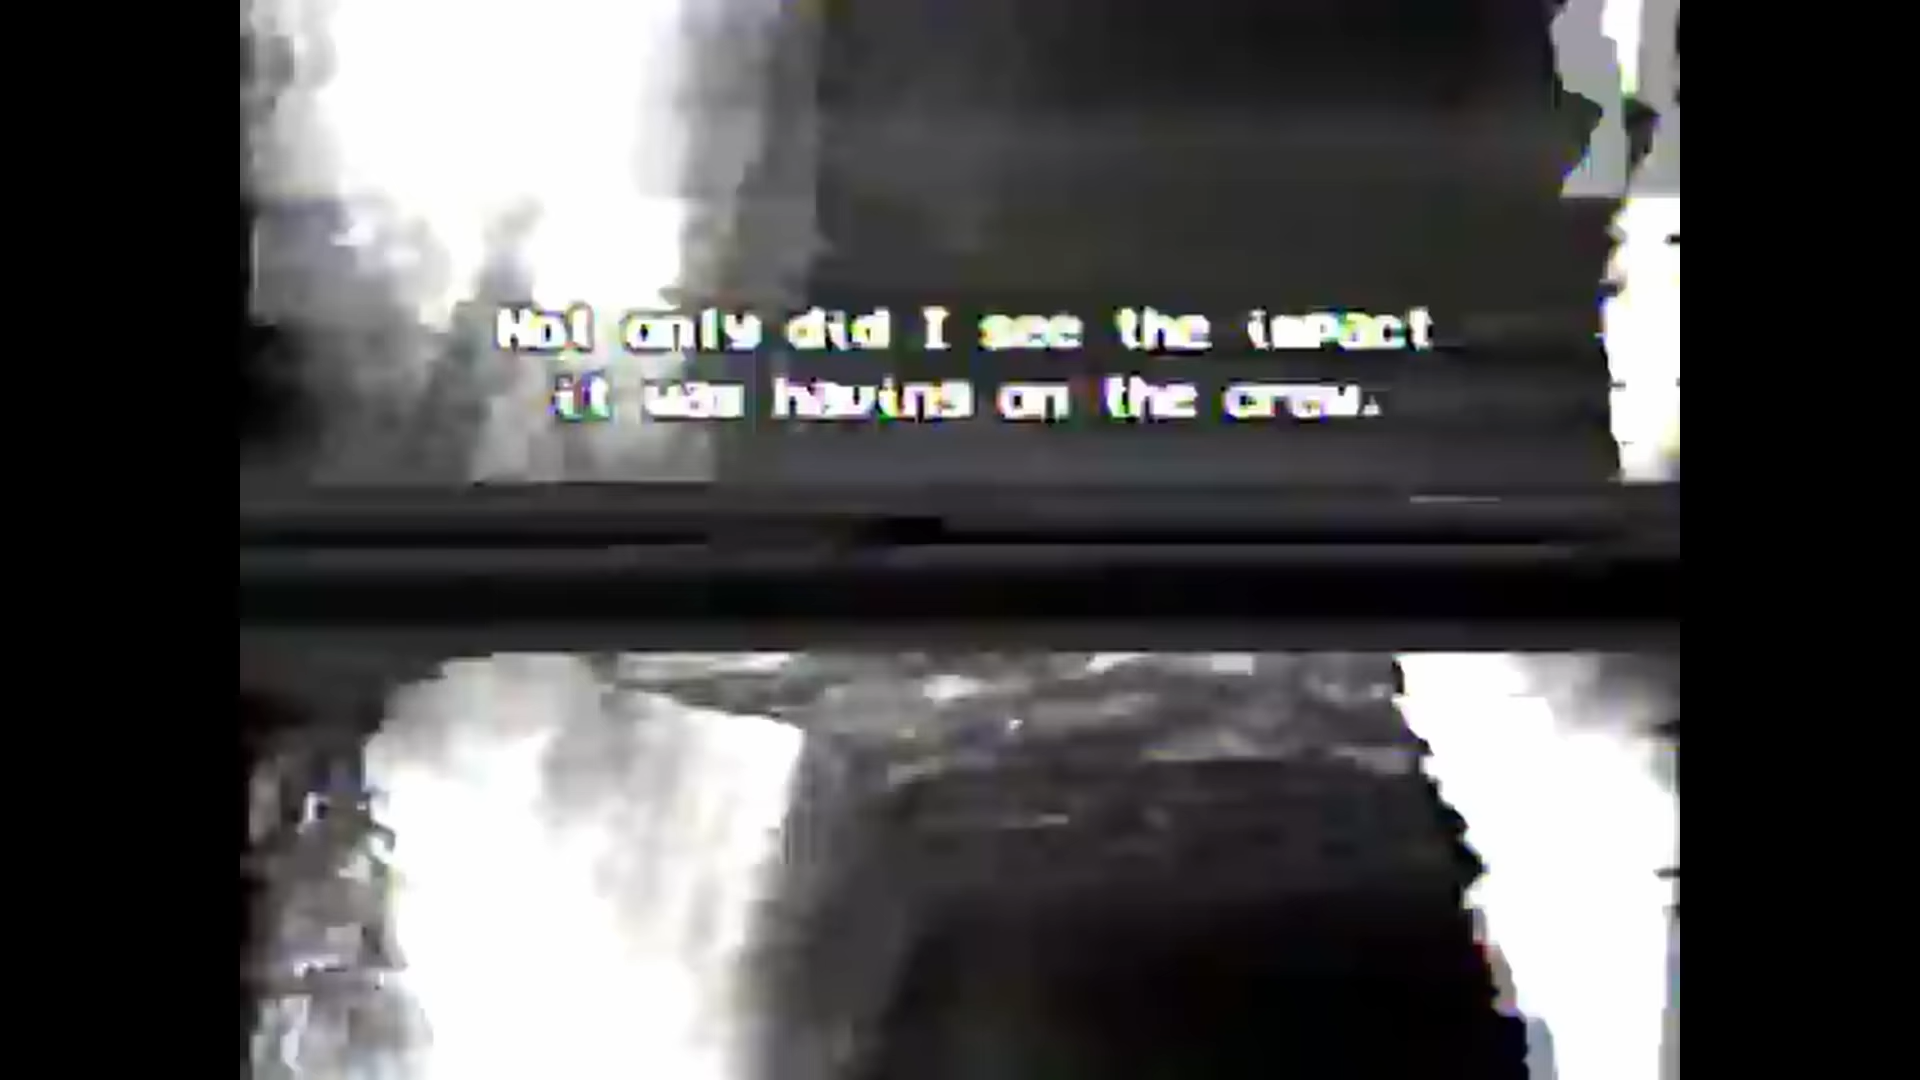 Not only did I see the impact
it was having on the crew.